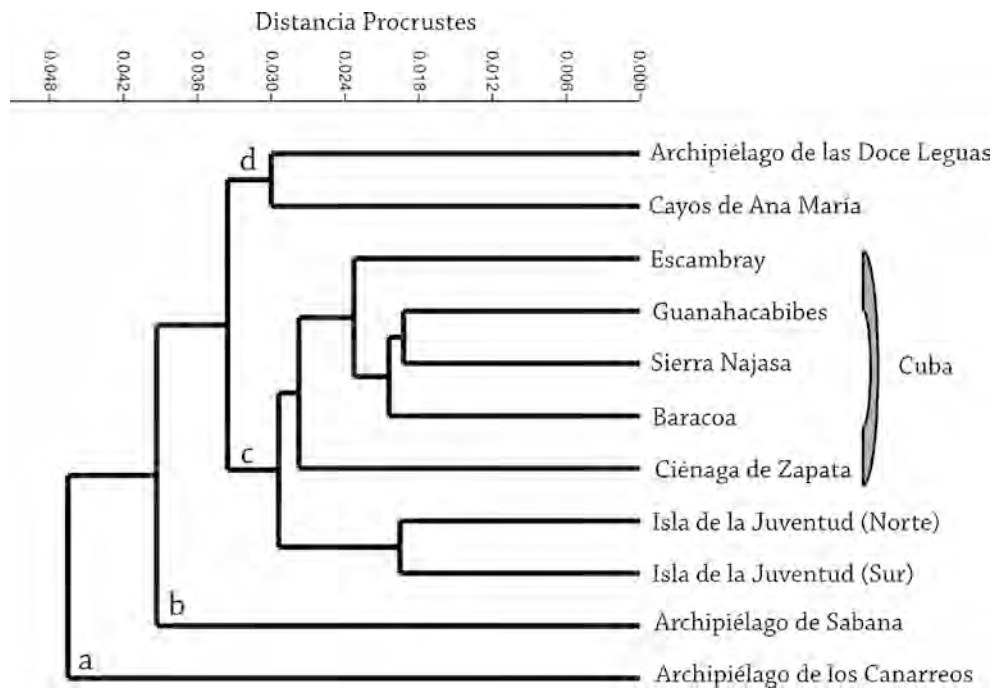 Distancia Procrustes
0.048 0.042 0.036 0.030 0.024 0.018 0.012 0.006 0.000
d
Archipiélago de las Doce Leguas
Cayos de Ana María
Escambray
Guanahacabibes
Sierra Najasa
Cuba
Baracoa
c
Ciénaga de Zapata
Isla de la Juventud (Norte)
Isla de la Juventud (Sur)
b
Archipiélago de Sabana
a
Archipiélago de los Canarreos